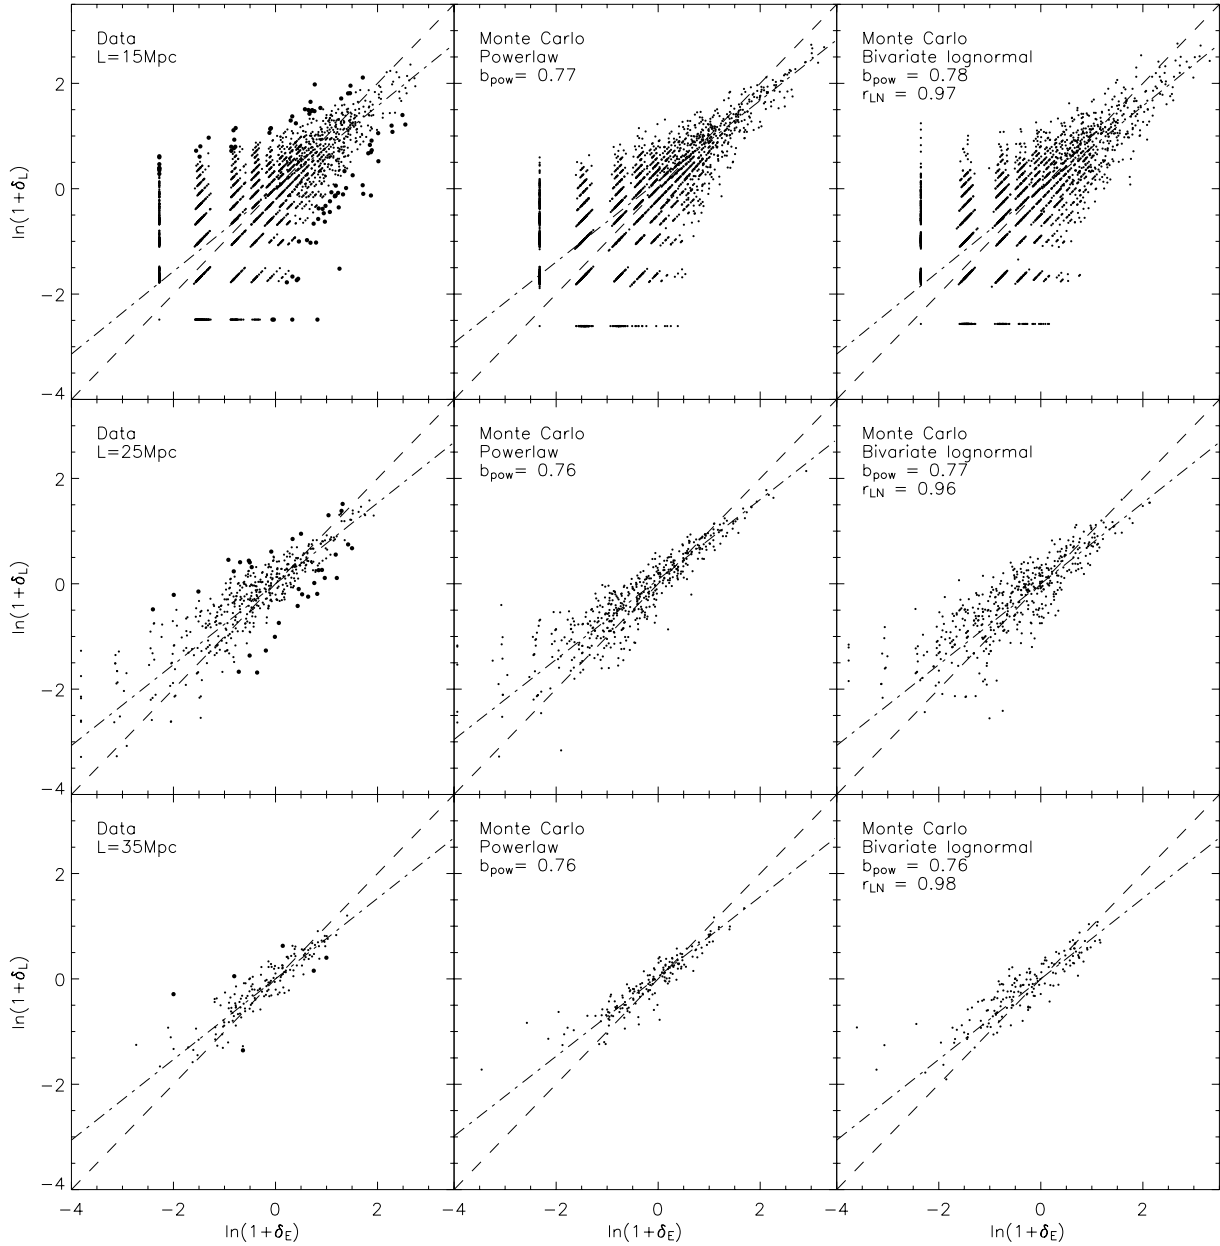 Data
L=15Mpc
Monte Carlo
Powerlaw
b_pow = 0.77
Monte Carlo
Bivariate lognormal
b_pow = 0.78
r_LN = 0.97
ln(1+δ_L)
2
0
−2
−4
Data
L=25Mpc
Monte Carlo
Powerlaw
b_pow= 0.76
Monte Carlo
Bivariate lognormal
b_pow = 0.77
r_LN = 0.96
ln(1+δ_L)
2
0
−2
−4
Data
L=35Mpc
Monte Carlo
Powerlaw
b_pow= 0.76
Monte Carlo
Bivariate lognormal
b_pow = 0.76
r_LN = 0.98
ln(1+δ_L)
2
0
−2
−4
−4 −2 0 2 −2 0 2 −2 0 2
ln(1+δ_E) ln(1+δ_E) ln(1+δ_E)